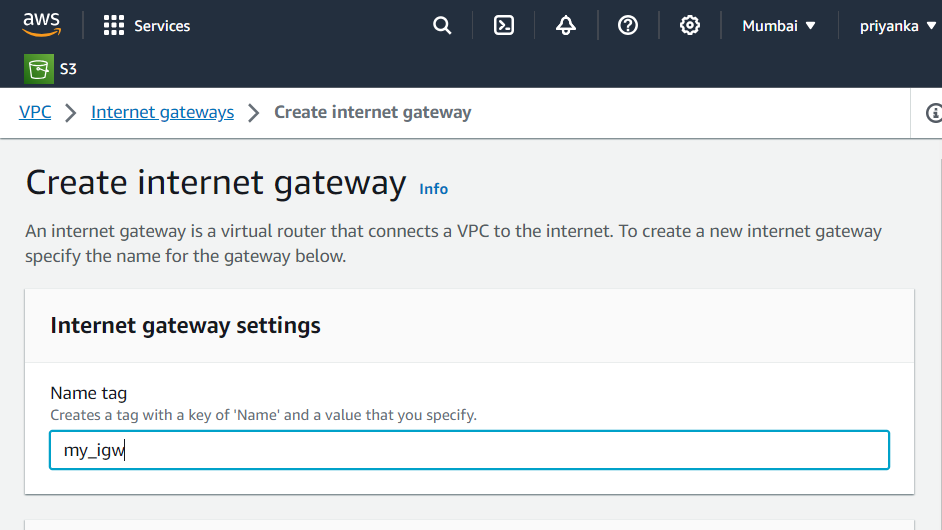 aws
Services
Mumbai
priyanka
S3
VPC
Internet gateways
Create internet gateway
Create internet gateway Info
An internet gateway is a virtual router that connects a VPC to the internet. To create a new internet gateway
specify the name for the gateway below.
Internet gateway settings
Name tag
Creates a tag with a key of 'Name' and a value that you specify.
my_igw